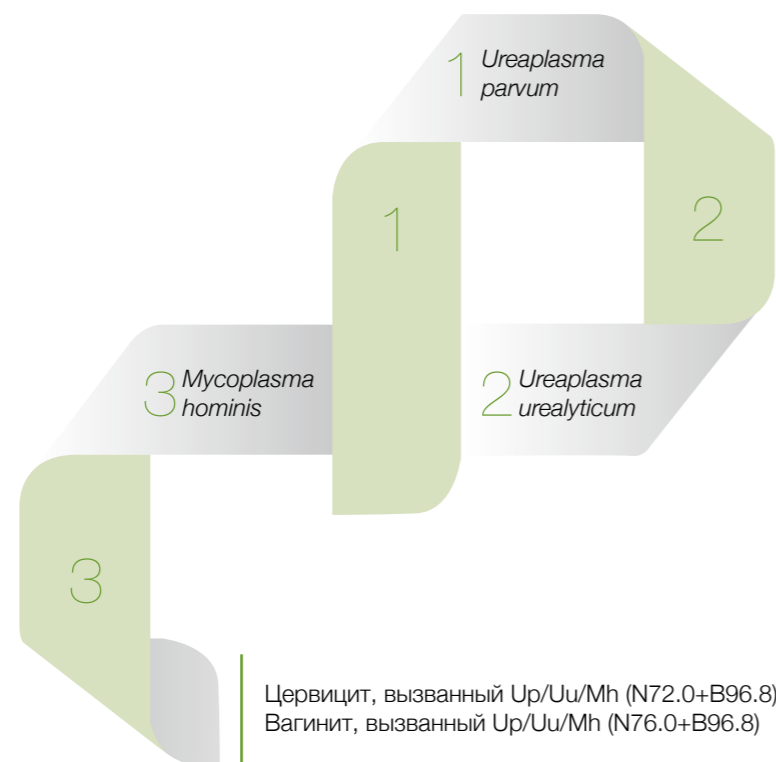 1 Ureaplasma
parvum
1
2
3 Mycoplasma
hominis
2 Ureaplasma
urealyticum
3
Цервицит, вызванный Up/Uu/Mh (N72.0+B96.8)
Вагинит, вызванный Up/Uu/Mh (N76.0+B96.8)